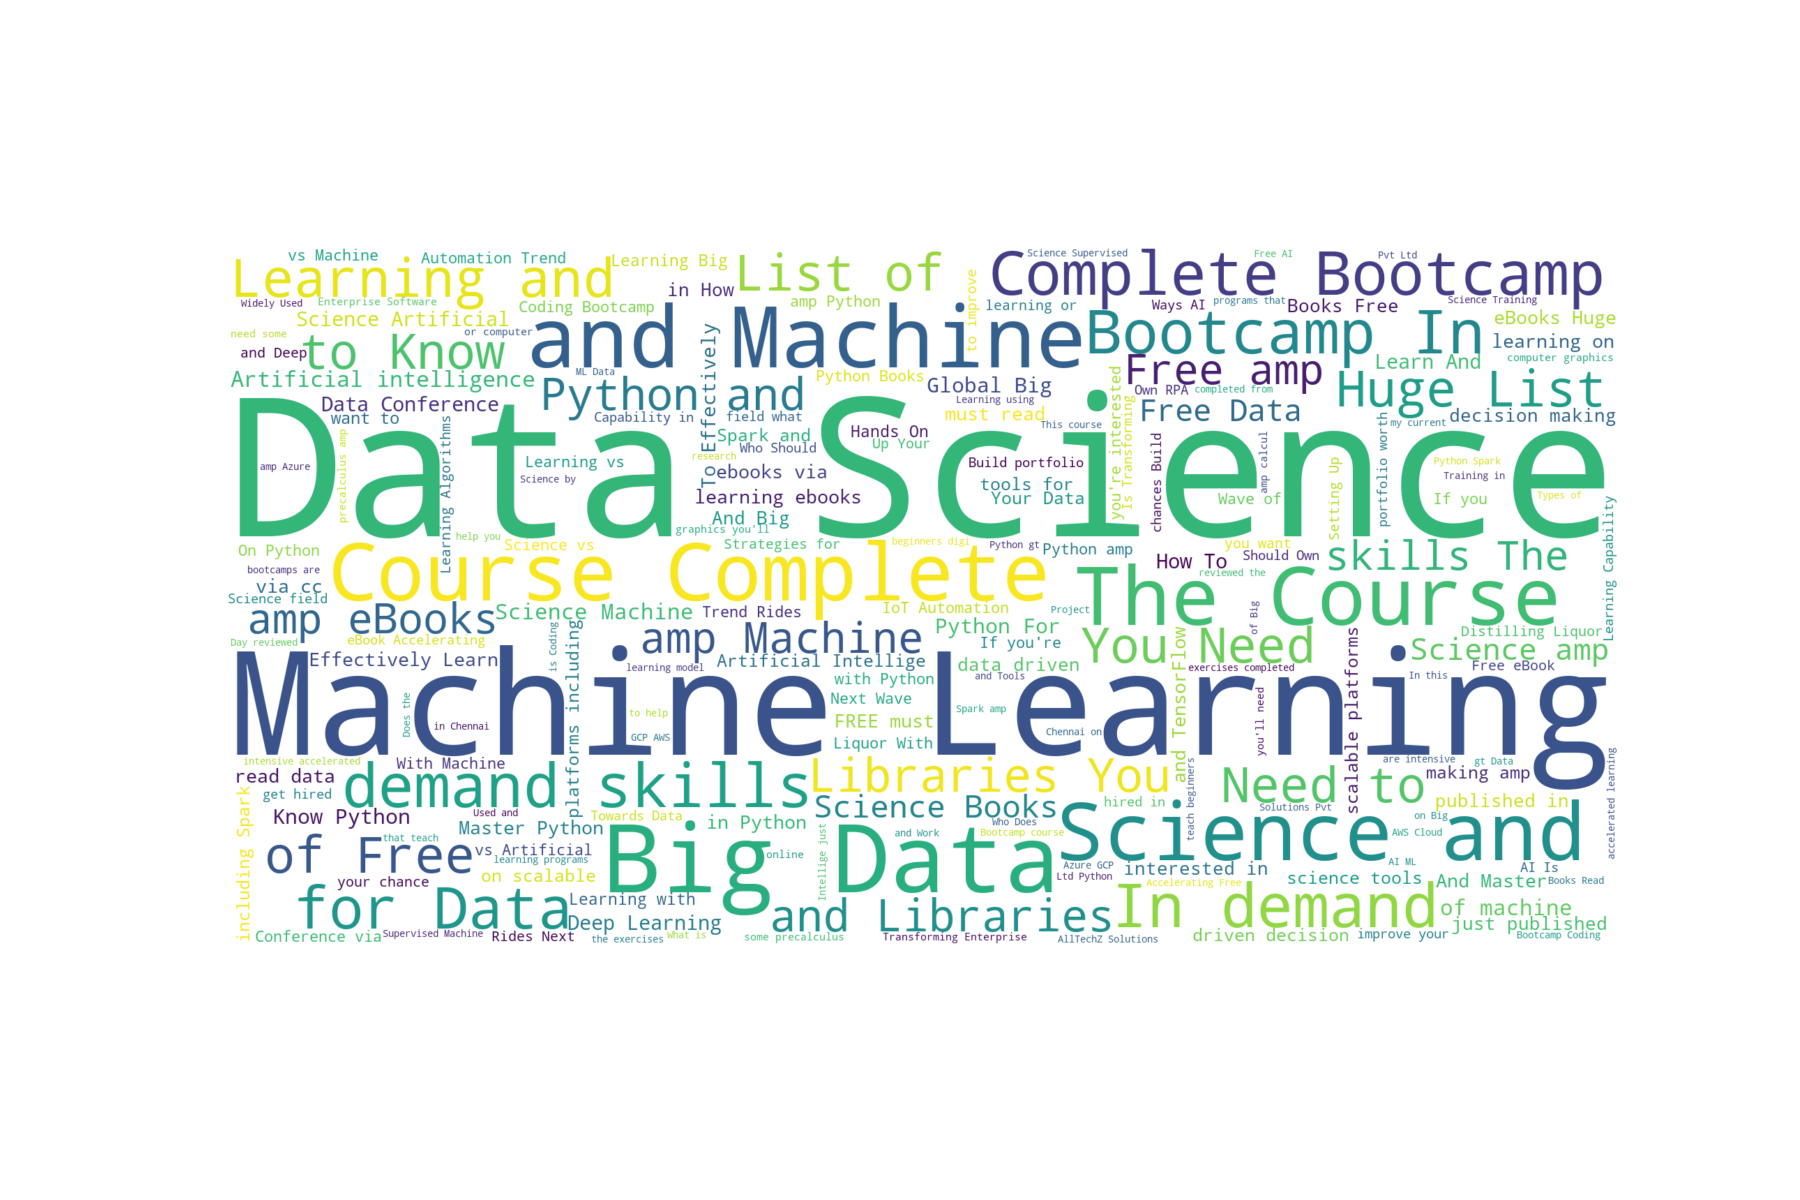 vs Machine
Automation Trend
Learning Big
List of
Science Supervised
Free AI
Pvt Ltd
Learning and
Complete Bootcamp
in How
Widely Used
Enterprise Software
Coding Bootcamp
amp Python
to improve
learning or
Ways AI
programs that
Books Free
Science Training
Science Artificial
and Machine
Bootcamp In
eBooks Huge
need some
or computer
To Effectively
learning on
and Deep
to Know
Free amp
Learn And
computer graphics
Artificial intelligence
ML Data
Python and
Python Books
Global Big
Own RPA
completed from
Huge List
Data Conference
Learning using
want to
Capability in
field what
must read
This course
Free Data
my current
decision making
Data Science
precalculus amp
Learning Algorithms
Spark and
Who Should
Hands On
Up Your
you're interested
Is Transforming
chances Build
amp calcul
Setting Up
portfolio worth
amp Azure
Learning vs
research
ebooks via
Build portfolio
Python Spark
Science by
tools for
Training in
learning ebooks
Your Data
Wave of
If you
Types of
And Big
help you
graphics you'll
Learning Capability
On Python
Science vs
Strategies for
beginners digi
Python gt
Python amp
you want
Should Own
skills The
How To
bootcamps are
Course Complete
reviewed the
via cc
The Course
Science field
amp eBooks
Science Machine
Trend Rides
IoT Automation
Project
of Big
Day reviewed
eBook Accelerating
is Coding
amp Machine
Python For
If you're
You Need
Distilling Liquor
Science amp
Effectively Learn
platforms including
learning model
Artificial Intellige
data driven
and TensorFlow
exercises completed
scalable platforms
Free eBook
with Python
and Tools
In this
Machine Learning
Does the
in Chennai
to help
GCP AWS
Next Wave
FREE must
Spark amp
you'll need
Liquor With
Chennai on
intensive accelerated
With Machine
are intensive
gt Data
accelerated learning
read data
demand skills
Libraries You
Need to
making amp
get hired
Science Books
hired in
teach beginners
Solutions Pvt
published in
including Spark
Know Python
Used and
Towards Data
in Python
on Big
that teach
Master Python
Who Does
and Work
Bootcamp course
Science and
AWS Cloud
of Free
vs Artificial
learning programs
Big Data
online
Intellige just
Azure GCP
interested in
AI ML
AI Is
your chance
on scalable
Ltd Python
Accelerating Free
science tools
And Master
Books Read
for Data
Learning with
and Libraries
In demand
of machine
Deep Learning
just published
Conference via
Supervised Machine
Rides Next
the exercises
What is
some precalculus
Transforming Enterprise
AllTechZ Solutions
driven decision
improve your
Bootcamp Coding